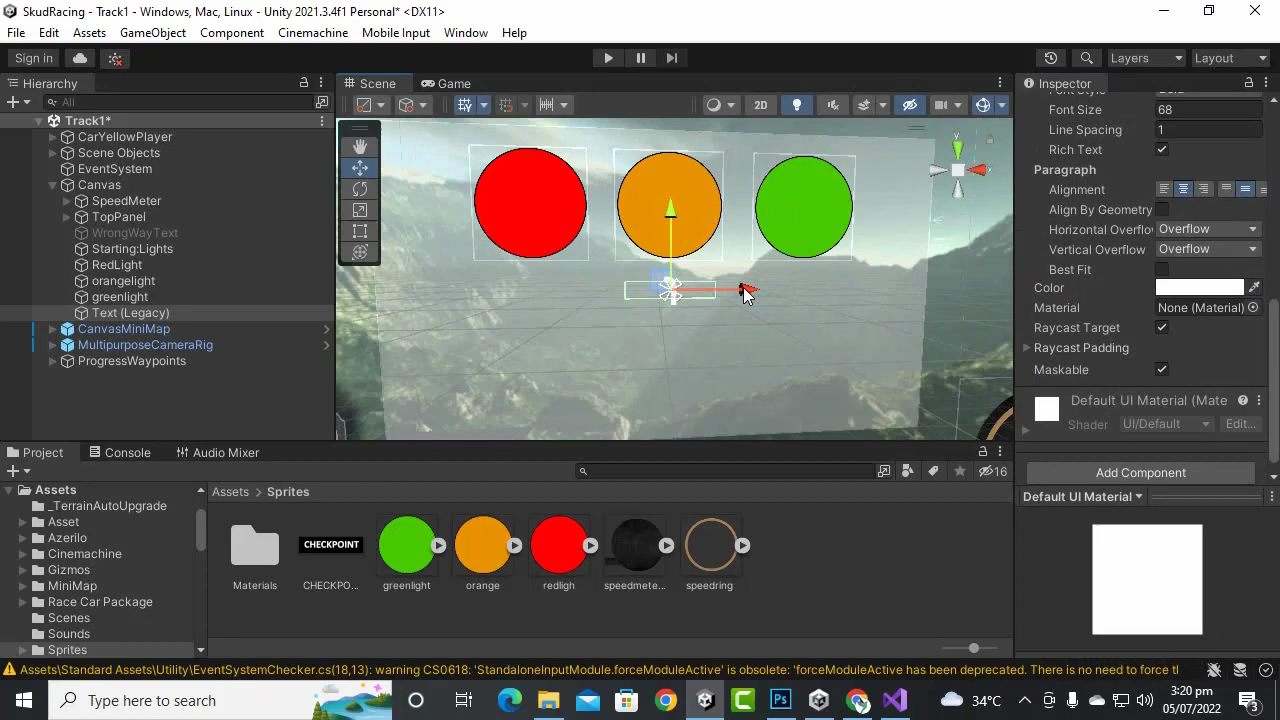 SkudRacing - Track1 - Windows, Mac, Linux - Unity 2021.3.4f1 Personal* <DX11>
File Edit Assets GameObject Component Cinemachine Mobile Input Window Help
Sign in
Layers
Layout
Hierarchy
All
Track1*
CarYellowPlayer
Scene Objects
EventSystem
Canvas
SpeedMeter
TopPanel
WrongWayText
Starting:Lights
RedLight
orangelight
greenlight
Text (Legacy)
CanvasMiniMap
MultipurposeCameraRig
ProgressWaypoints
Scene Game
2D
y
Inspector
Font Size 68
Line Spacing 1
Rich Text
Paragraph
Alignment
Align By Geometry
Horizontal Overflo Overflow
Vertical Overflow Overflow
Best Fit
Color
Material None (Material)
Raycast Target
Raycast Padding
Maskable
Default UI Material (Mate
Shader UI/Default Edit...
Add Component
Default UI Material
Project Console Audio Mixer
16
Assets
_TerrainAutoUpgrade
Asset
Azerilo
Cinemachine
Gizmos
MiniMap
Race Car Package
Scenes
Sounds
Sprites
Assets > Sprites
CHECKPOINT
Materials CHECKPO... greenlight orange redligh speedmete... speedring
Assets\Standard Assets\Utility\EventSystemChecker.cs(18,13): warning CS0618: 'StandaloneInputModule.forceModuleActive' is obsolete: 'forceModuleActive has been deprecated. There is no need to force tl
Type here to search
34°C
3:20 pm
05/07/2022
3